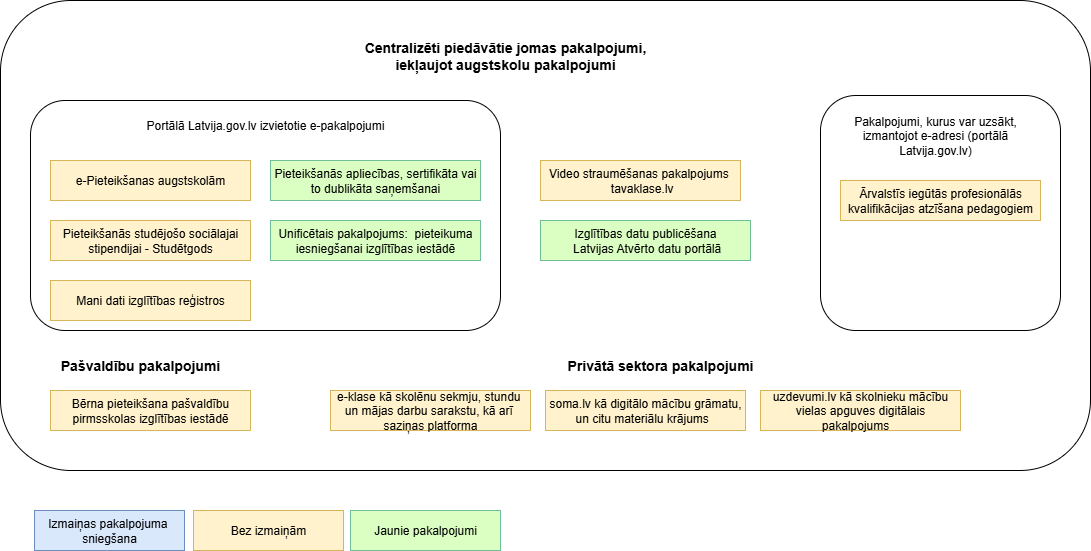 Centralizēti piedāvātie jomas pakalpojumi,
iekļaujot augstskolu pakalpojumi
Portālā Latvija.gov.lv izvietotie e-pakalpojumi
e-Pieteikšanas augstskolām
Pieteikšanās apliecības, sertifikāta vai
to dublikāta saņemšanai
Pieteikšanās studējošo sociālajai
stipendijai - Studētgods
Unificētais pakalpojums:  pieteikuma
iesniegšanai izglītības iestādē
Mani dati izglītības reģistros
Video straumēšanas pakalpojums
tavaklase.lv
Izglītības datu publicēšana
Latvijas Atvērto datu portālā
Pakalpojumi, kurus var uzsākt,
izmantojot e-adresi (portālā
Latvija.gov.lv)
Ārvalstīs iegūtās profesionālās
kvalifikācijas atzīšana pedagogiem
Pašvaldību pakalpojumi
Bērna pieteikšana pašvaldību
pirmsskolas izglītības iestādē
Privātā sektora pakalpojumi
e-klase kā skolēnu sekmju, stundu
un mājas darbu sarakstu, kā arī
saziņas platforma
soma.lv kā digitālo mācību grāmatu,
un citu materiālu krājums
uzdevumi.lv kā skolnieku mācību
vielas apguves digitālais
pakalpojums
Izmaiņas pakalpojuma
sniegšana
Bez izmaiņām
Jaunie pakalpojumi